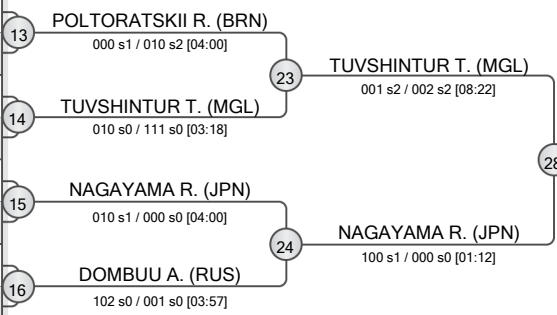 POLTORATSKII R. (BRN)
13
000 s1 / 010 s2 [04:00]
23
TUVSHINTUR T. (MGL)
001 s2 / 002 s2 [08:22]
TUVSHINTUR T. (MGL)
14
010 s0 / 111 s0 [03:18]
28
NAGAYAMA R. (JPN)
15
010 s1 / 000 s0 [04:00]
24
NAGAYAMA R. (JPN)
100 s1 / 000 s0 [01:12]
DOMBUU A. (RUS)
16
102 s0 / 001 s0 [03:57]